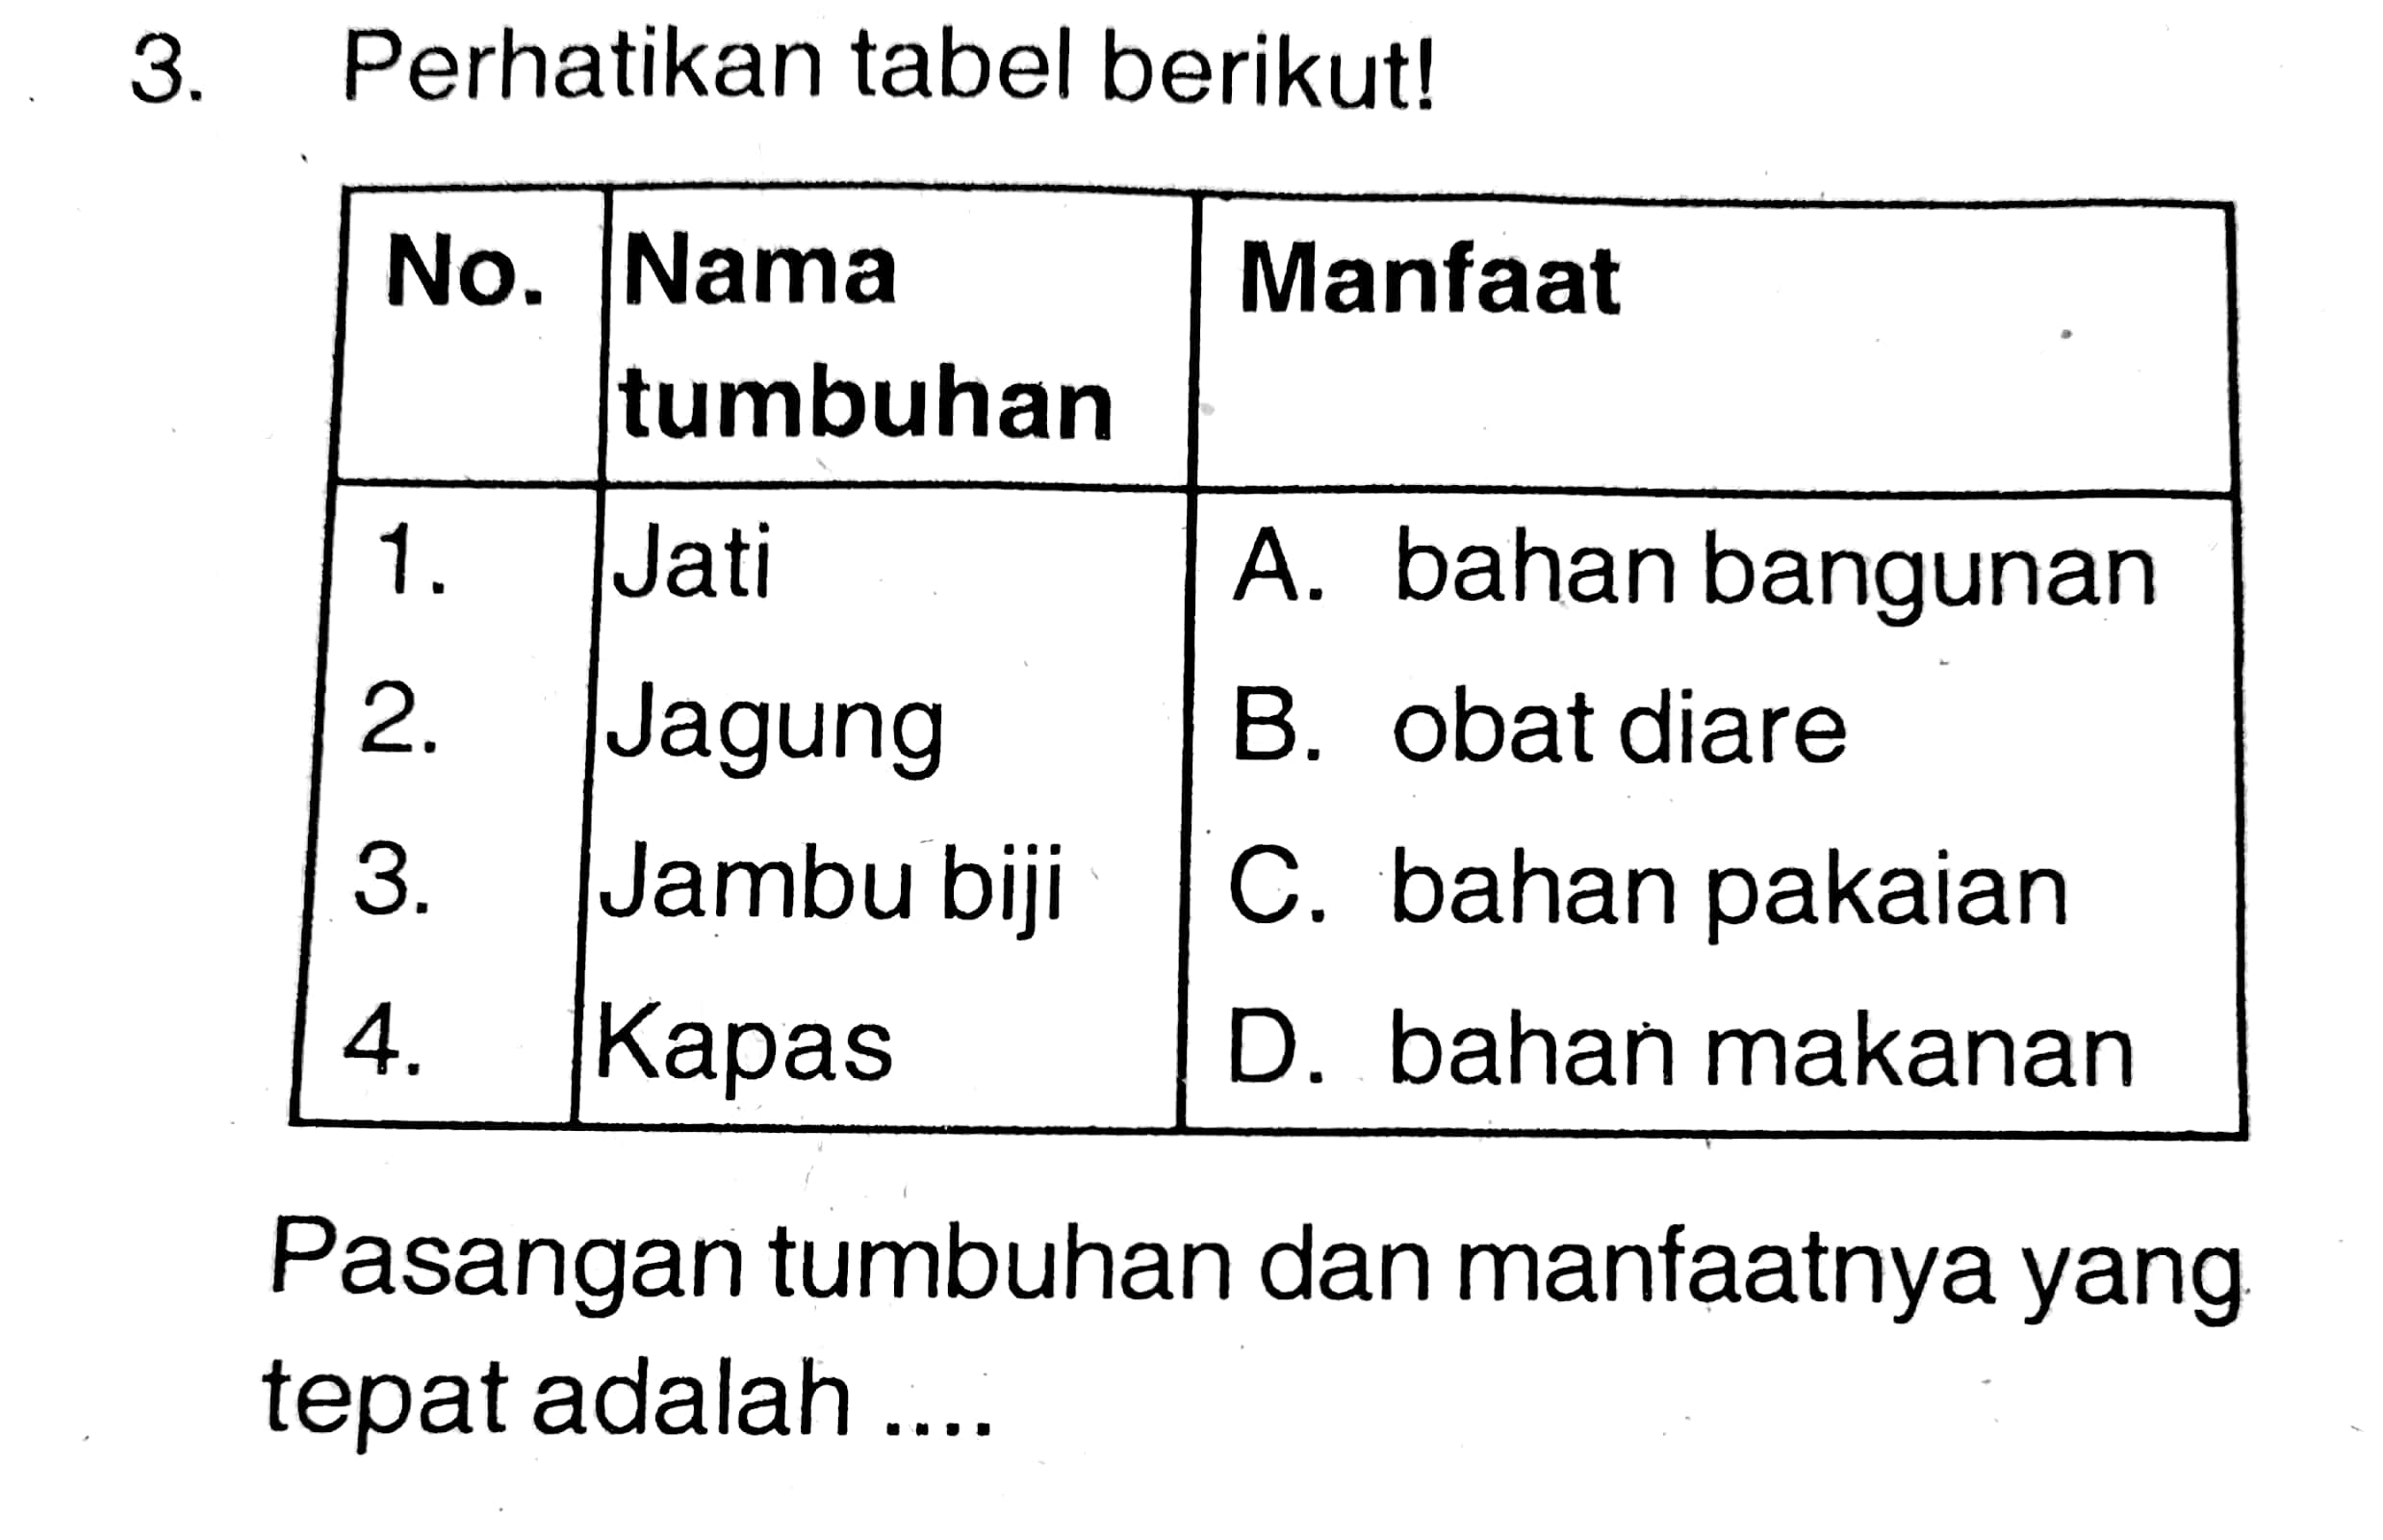 3. Perhatikan tabel berikut!
No. Nama tumbuhan Manfaat
1. Jati A. bahan bangunan
2. Jagung B. obat diare
3. Jambu biji C. bahan pakaian
4. Kapas D. bahan makanan
Pasangan tumbuhan dan manfaatnya yang
tepat adalah ....